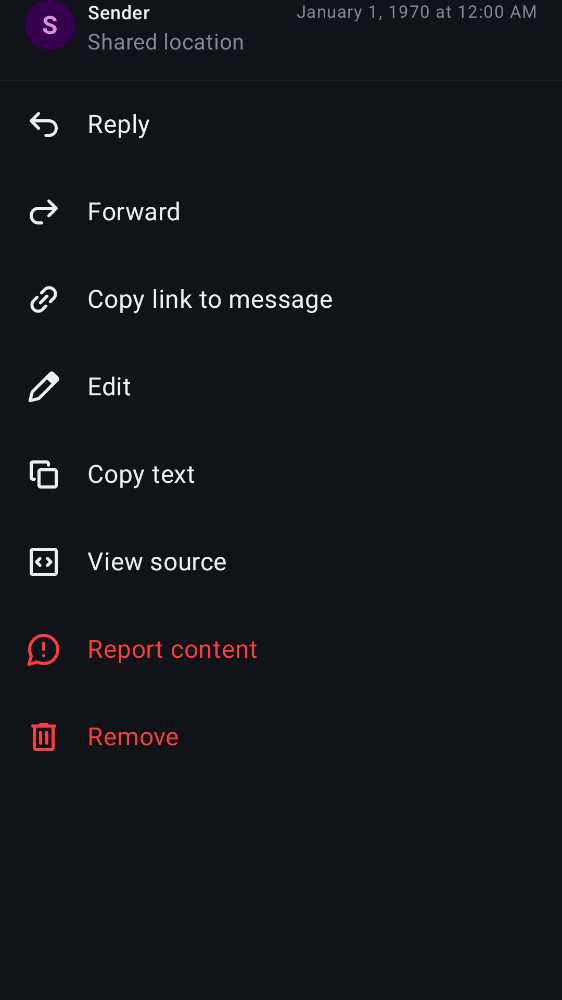 S
Sender
January 1, 1970 at 12:00 AM
Shared location
Reply
Forward
Copy link to message
Edit
Copy text
View source
Report content
Remove